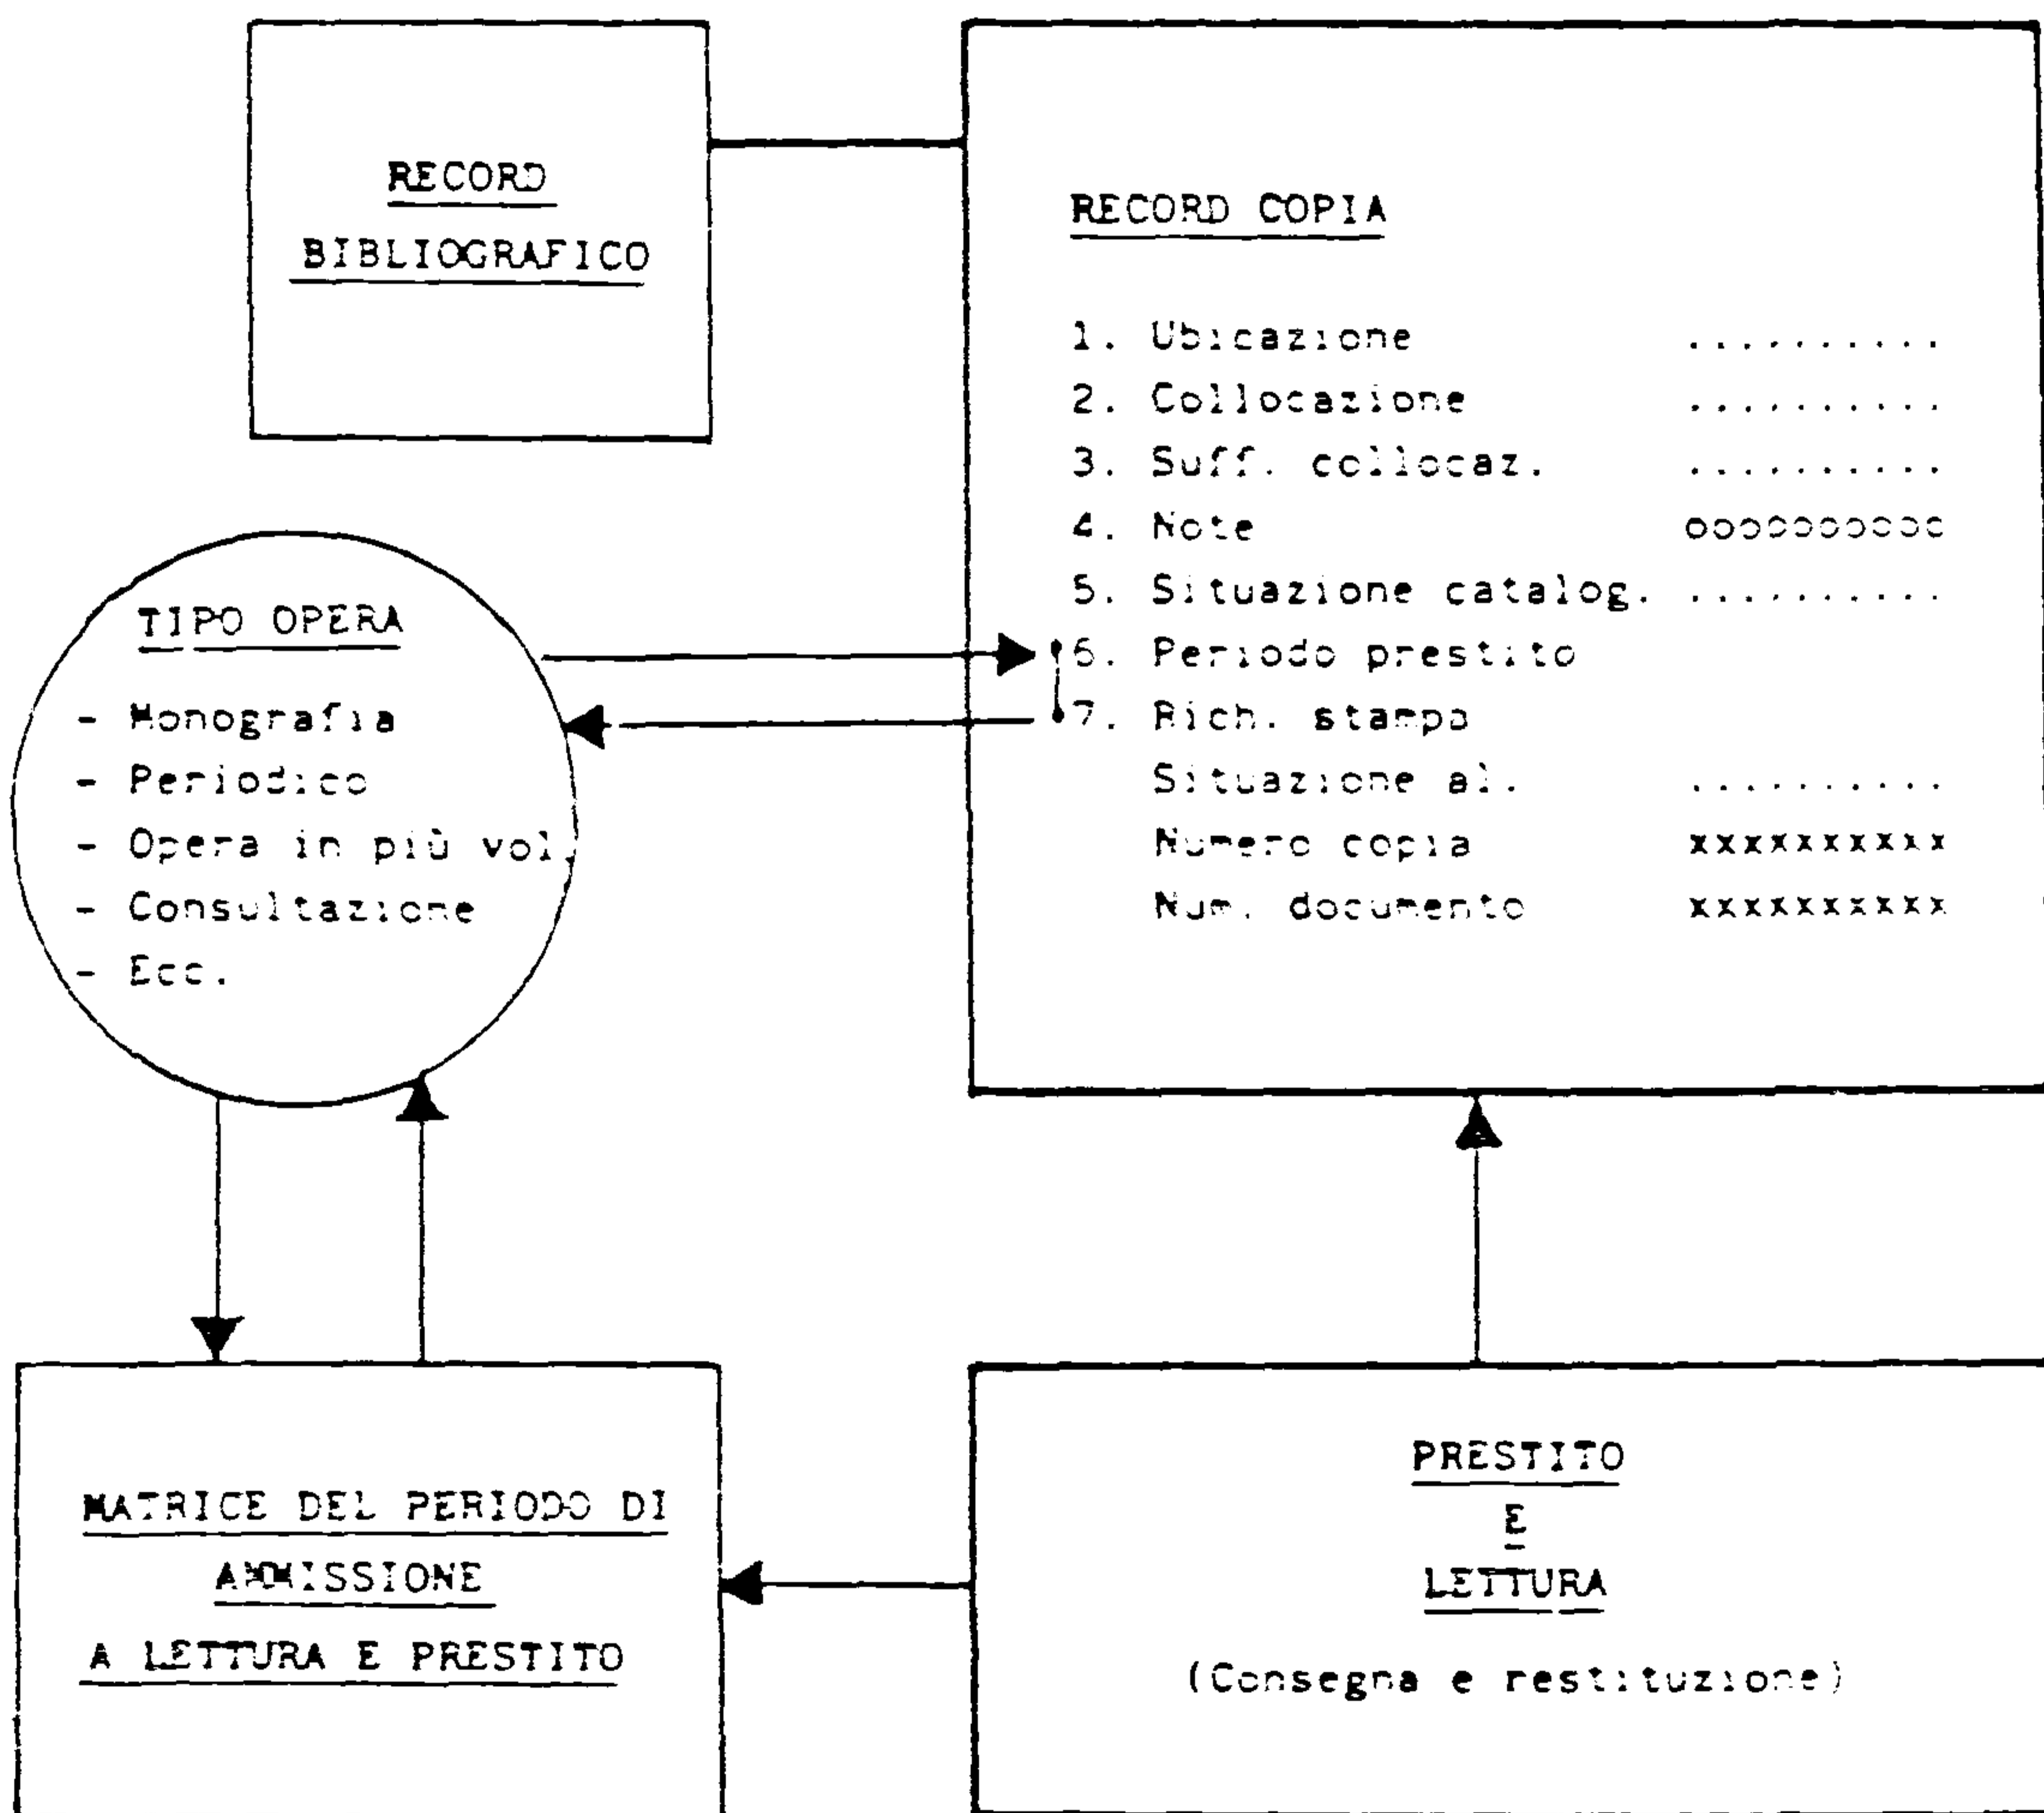 RECORD
BIBLIOGRAFICO
RECORD COPIA
1. Ubicazione ..........
2. Collocazione ..........
3. Suff. collocaz. ..........
4. Note oooooooooo
5. Situazione catalog. ..........
6. Periodo prestito
7. Rich. stampa
Situazione al. ..........
Numero copia xxxxxxxxxx
Num. documento xxxxxxxxxx
TIPO OPERA
- Monografia
- Periodico
- Opera in più vol.
- Consultazione
- Ecc.
MATRICE DEL PERIODO DI
AMMISSIONE
A LETTURA E PRESTITO
PRESTITO
E
LETTURA
(Consegna e restituzione)